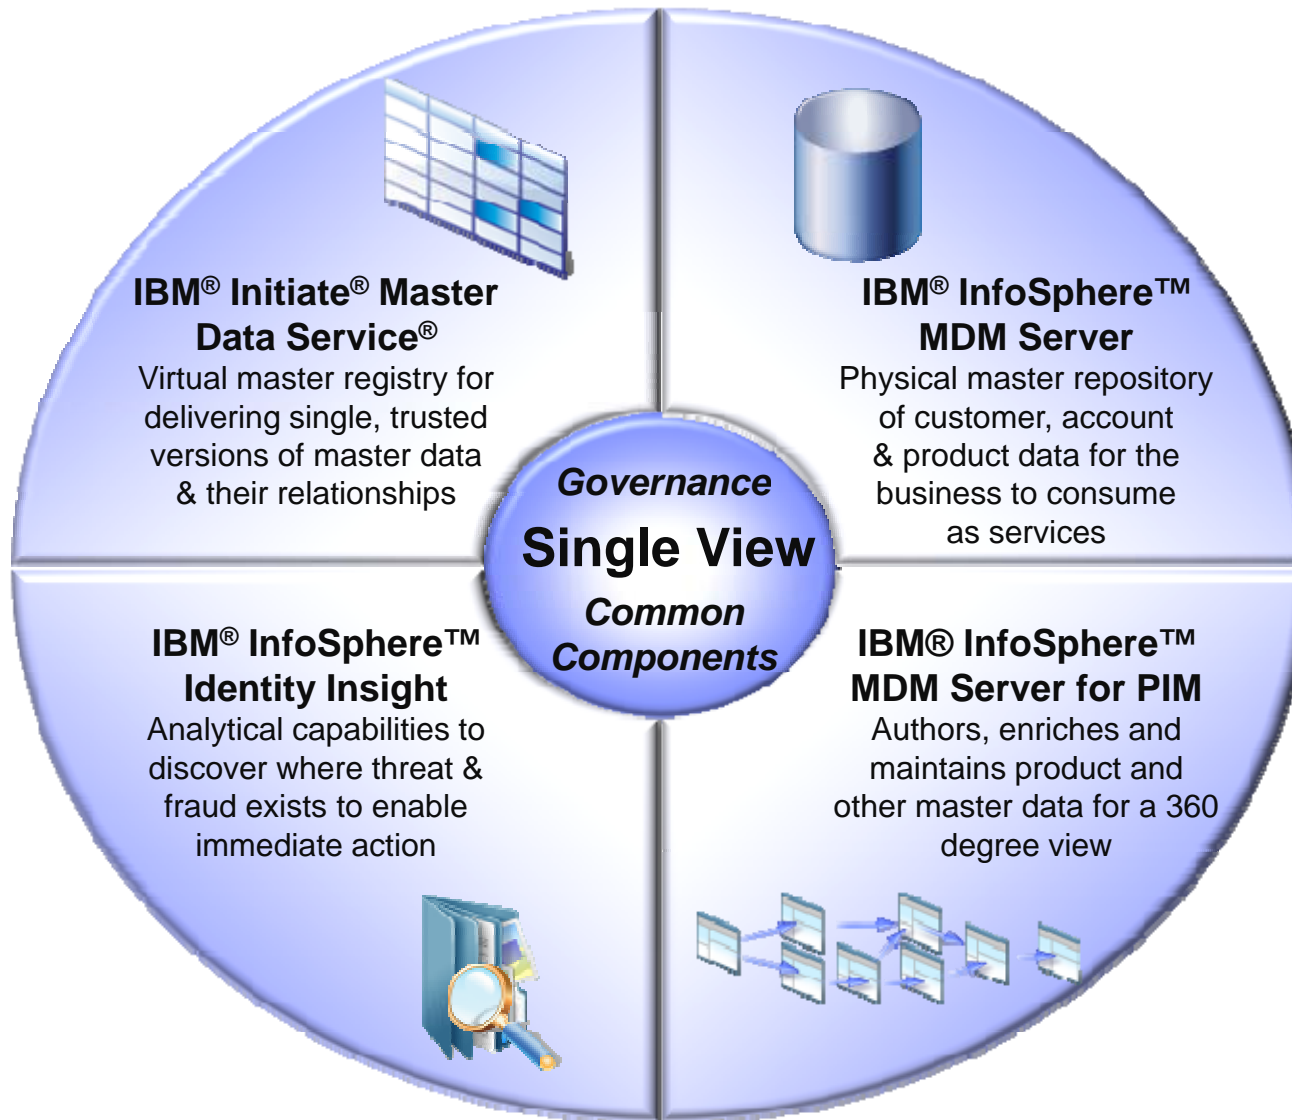 IBM® Initiate® Master
Data Service®
Virtual master registry for
delivering single, trusted
versions of master data
& their relationships
IBM® InfoSphere™
MDM Server
Physical master repository
of customer, account
& product data for the
business to consume
as services
Governance
Single View
Common
Components
IBM® InfoSphere™
Identity Insight
Analytical capabilities to
discover where threat &
fraud exists to enable
immediate action
IBM® InfoSphere™
MDM Server for PIM
Authors, enriches and
maintains product and
other master data for a 360
degree view